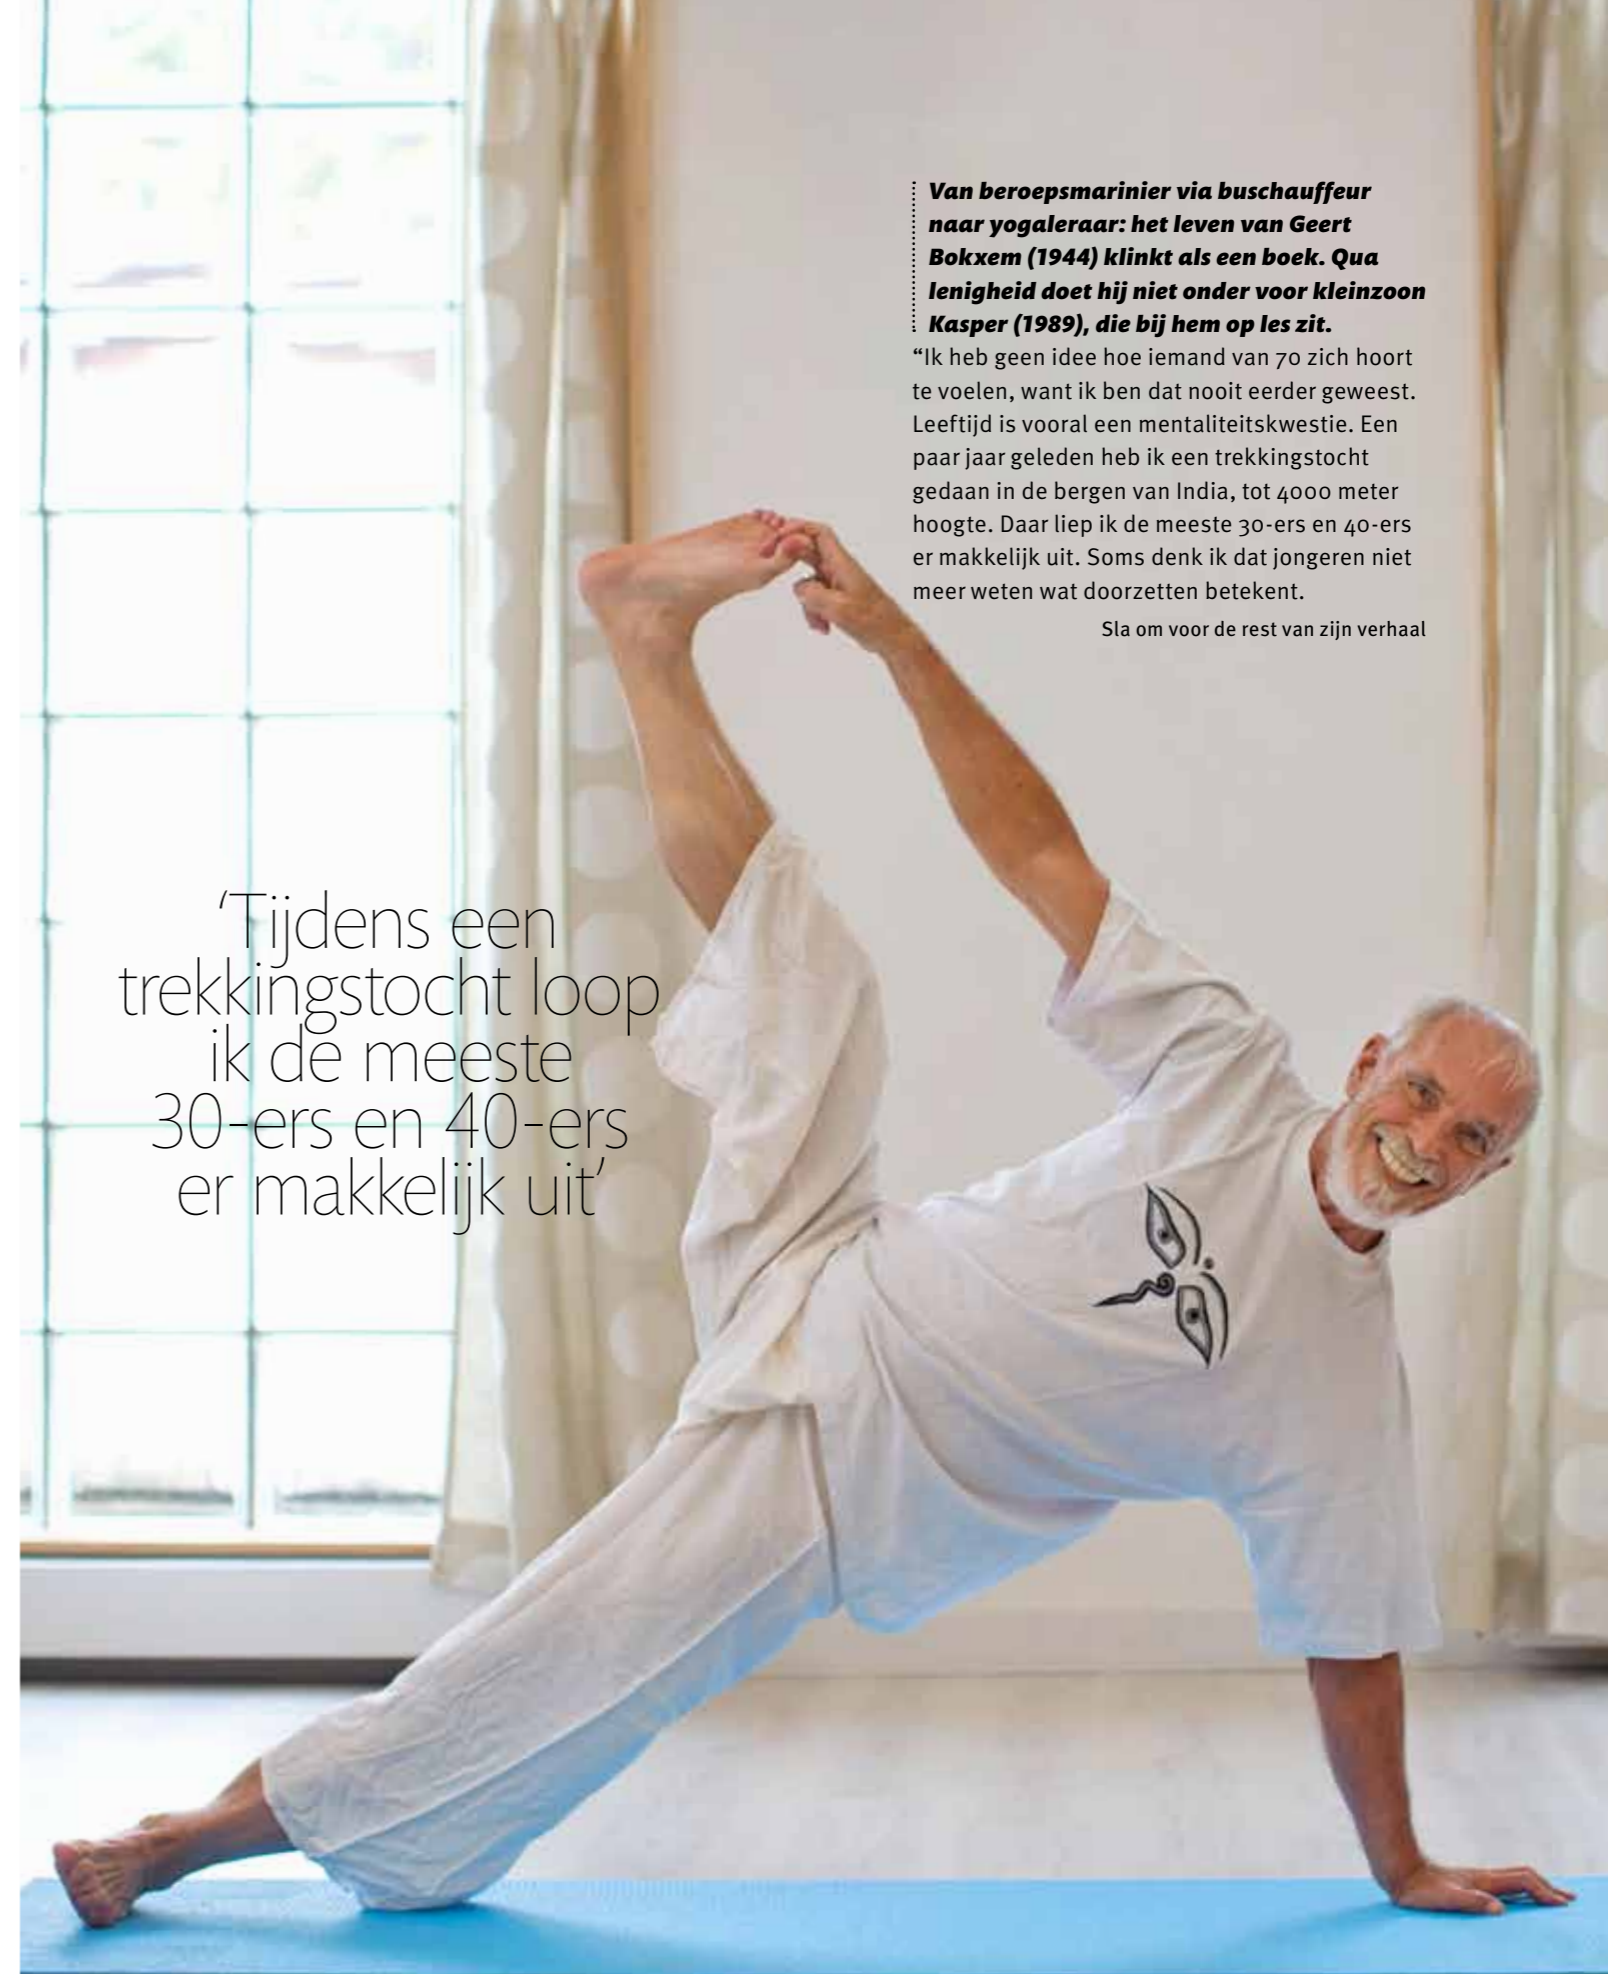 Van beroepsmarinier via buschauffeur
naar yogaleraar: het leven van Geert
Bokxem (1944) klinkt als een boek. Qua
lenigheid doet hij niet onder voor kleinzoon
Kasper (1989), die bij hem op les zit.
“Ik heb geen idee hoe iemand van 70 zich hoort
te voelen, want ik ben dat nooit eerder geweest.
Leeftijd is vooral een mentaliteitskwestie. Een
paar jaar geleden heb ik een trekkingstocht
gedaan in de bergen van India, tot 4000 meter
hoogte. Daar liep ik de meeste 30-ers en 40-ers
er makkelijk uit. Soms denk ik dat jongeren niet
meer weten wat doorzetten betekent.
Sla om voor de rest van zijn verhaal
‘Tijdens een
trekkingstocht loop
ik de meeste
30-ers en 40-ers
er makkelijk uit’